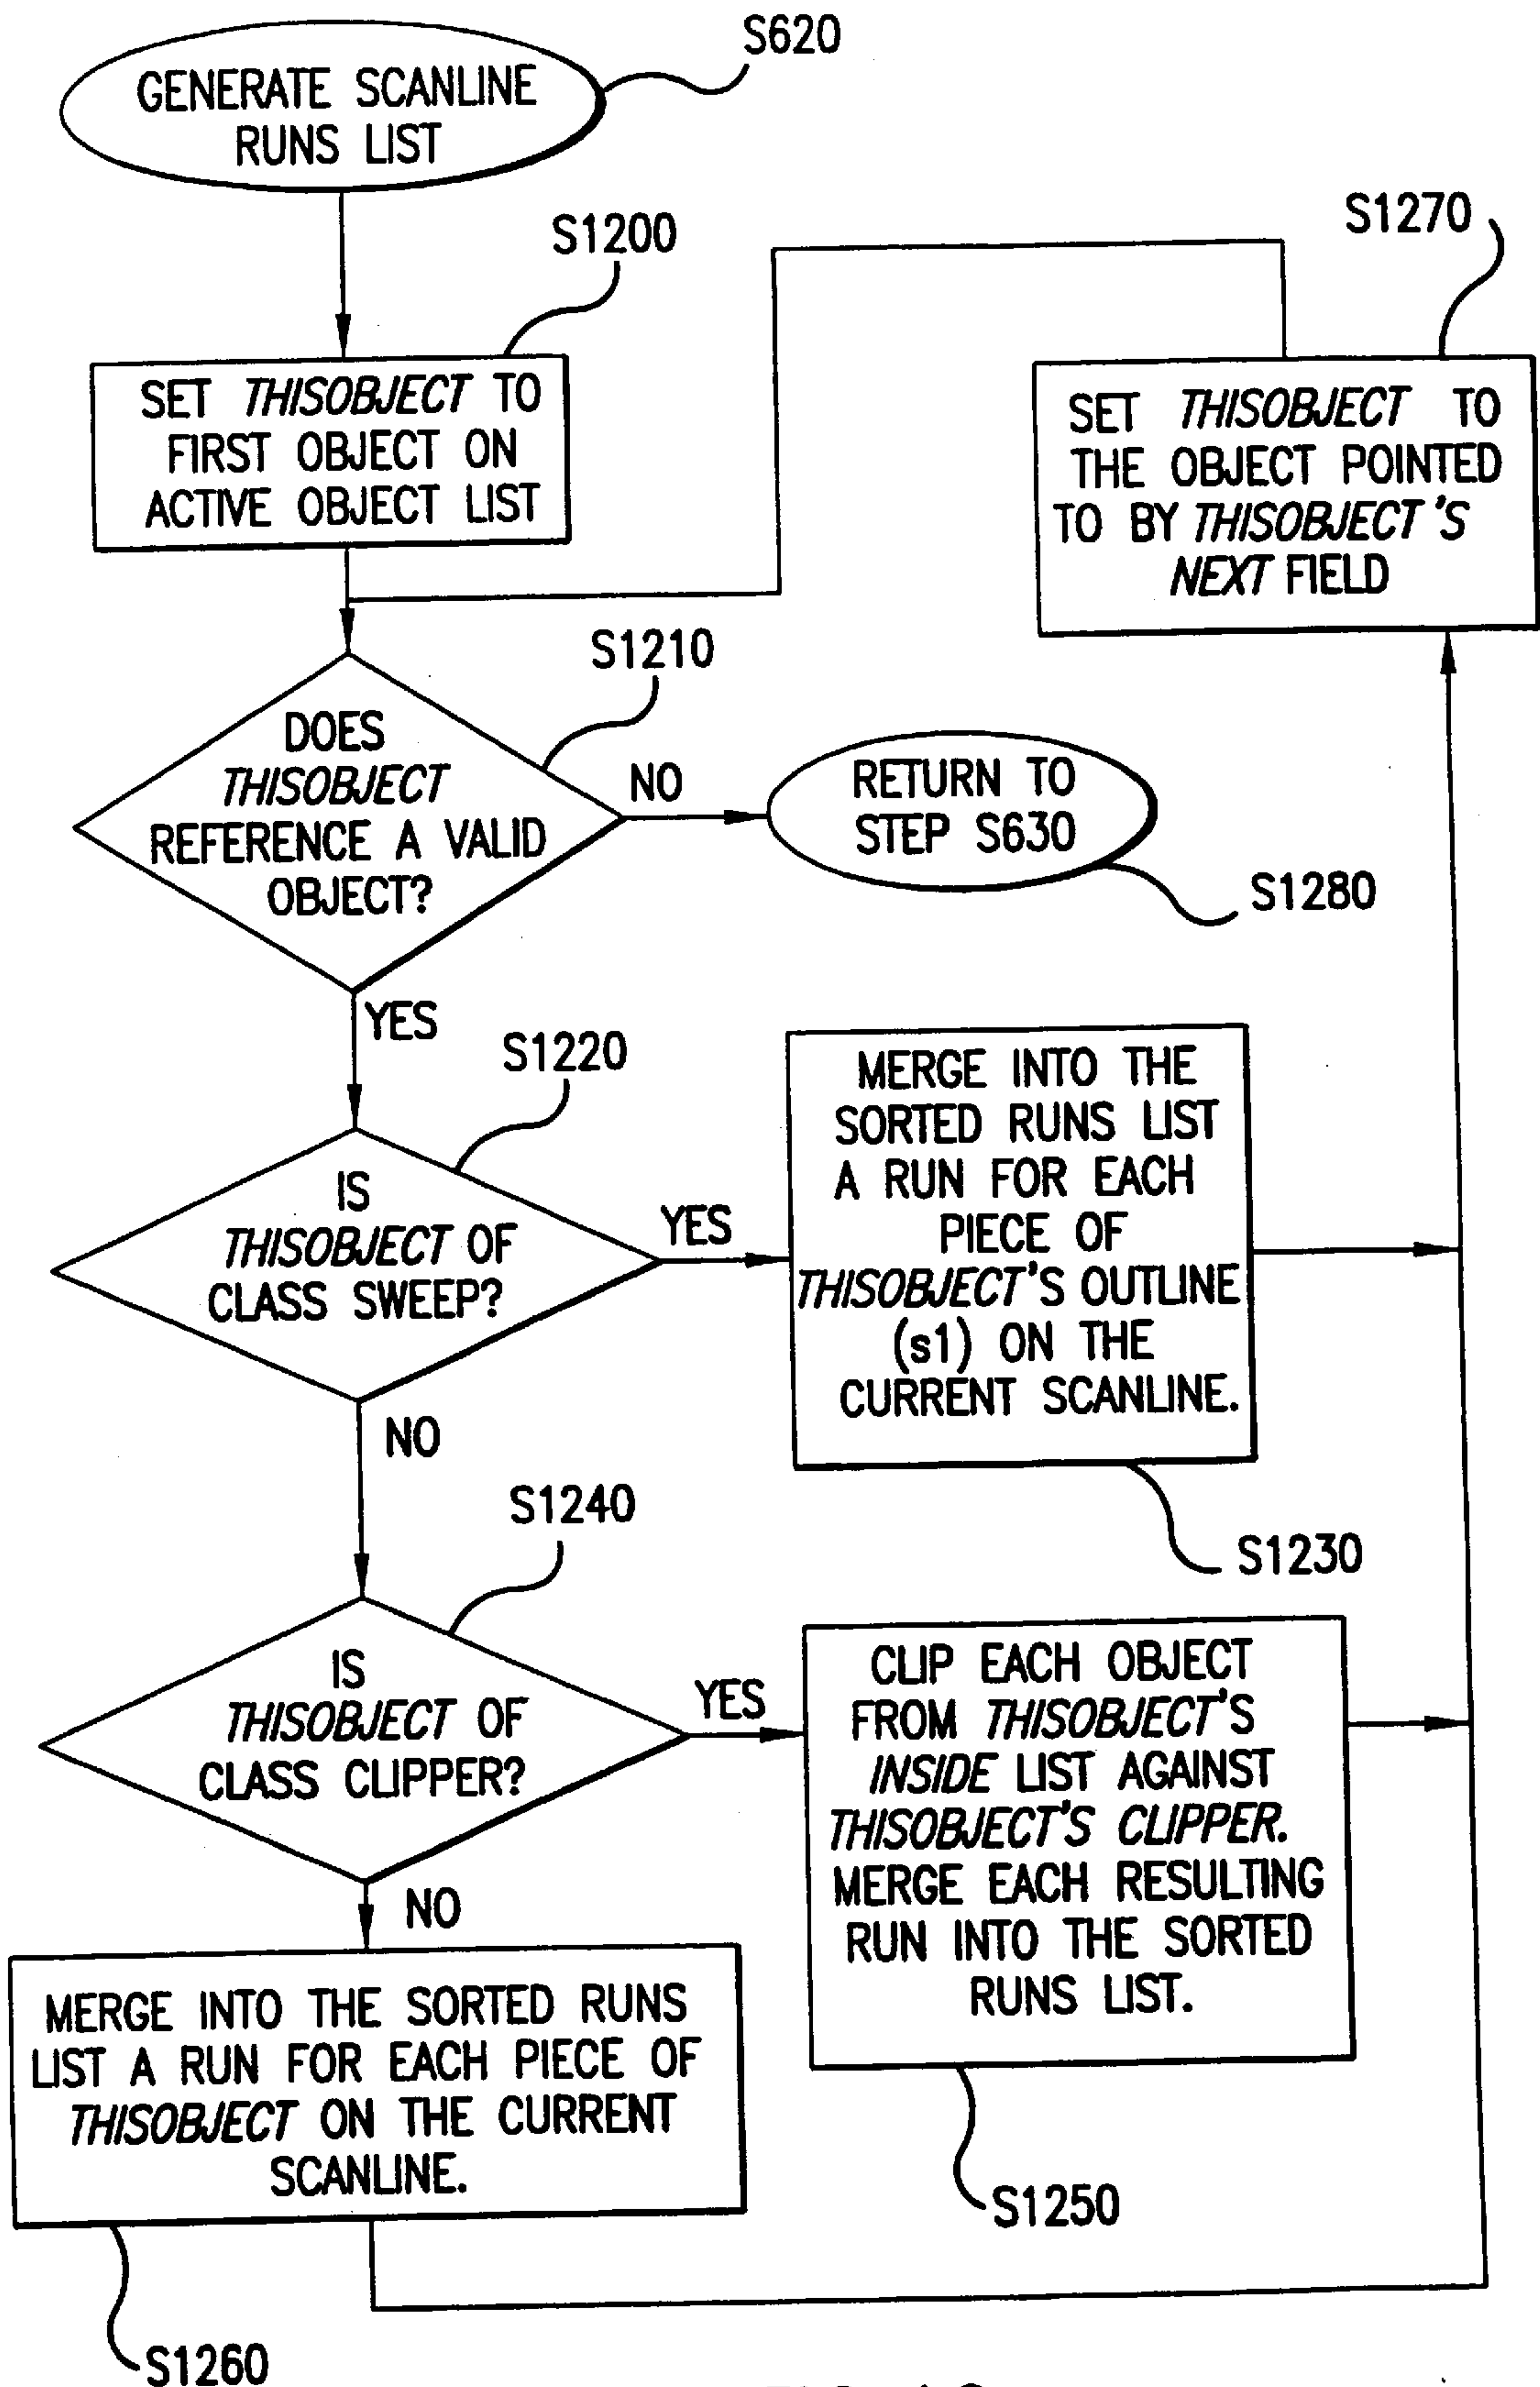 S620
GENERATE SCANLINE
RUNS LIST
S1200
SET THISOBJECT TO
FIRST OBJECT ON
ACTIVE OBJECT LIST
S1270
SET THISOBJECT TO
THE OBJECT POINTED
TO BY THISOBJECT'S
NEXT FIELD
S1210
DOES
THISOBJECT
REFERENCE A VALID
OBJECT?
NO
RETURN TO
STEP S630
S1280
YES
S1220
IS
THISOBJECT OF
CLASS SWEEP?
YES
MERGE INTO THE
SORTED RUNS LIST
A RUN FOR EACH
PIECE OF
THISOBJECT'S OUTLINE
(s1) ON THE
CURRENT SCANLINE.
S1230
NO
S1240
IS
THISOBJECT OF
CLASS CLIPPER?
YES
CLIP EACH OBJECT
FROM THISOBJECT'S
INSIDE LIST AGAINST
THISOBJECT'S CLIPPER.
MERGE EACH RESULTING
RUN INTO THE SORTED
RUNS LIST.
S1250
NO
MERGE INTO THE SORTED RUNS
LIST A RUN FOR EACH PIECE OF
THISOBJECT ON THE CURRENT
SCANLINE.
S1260